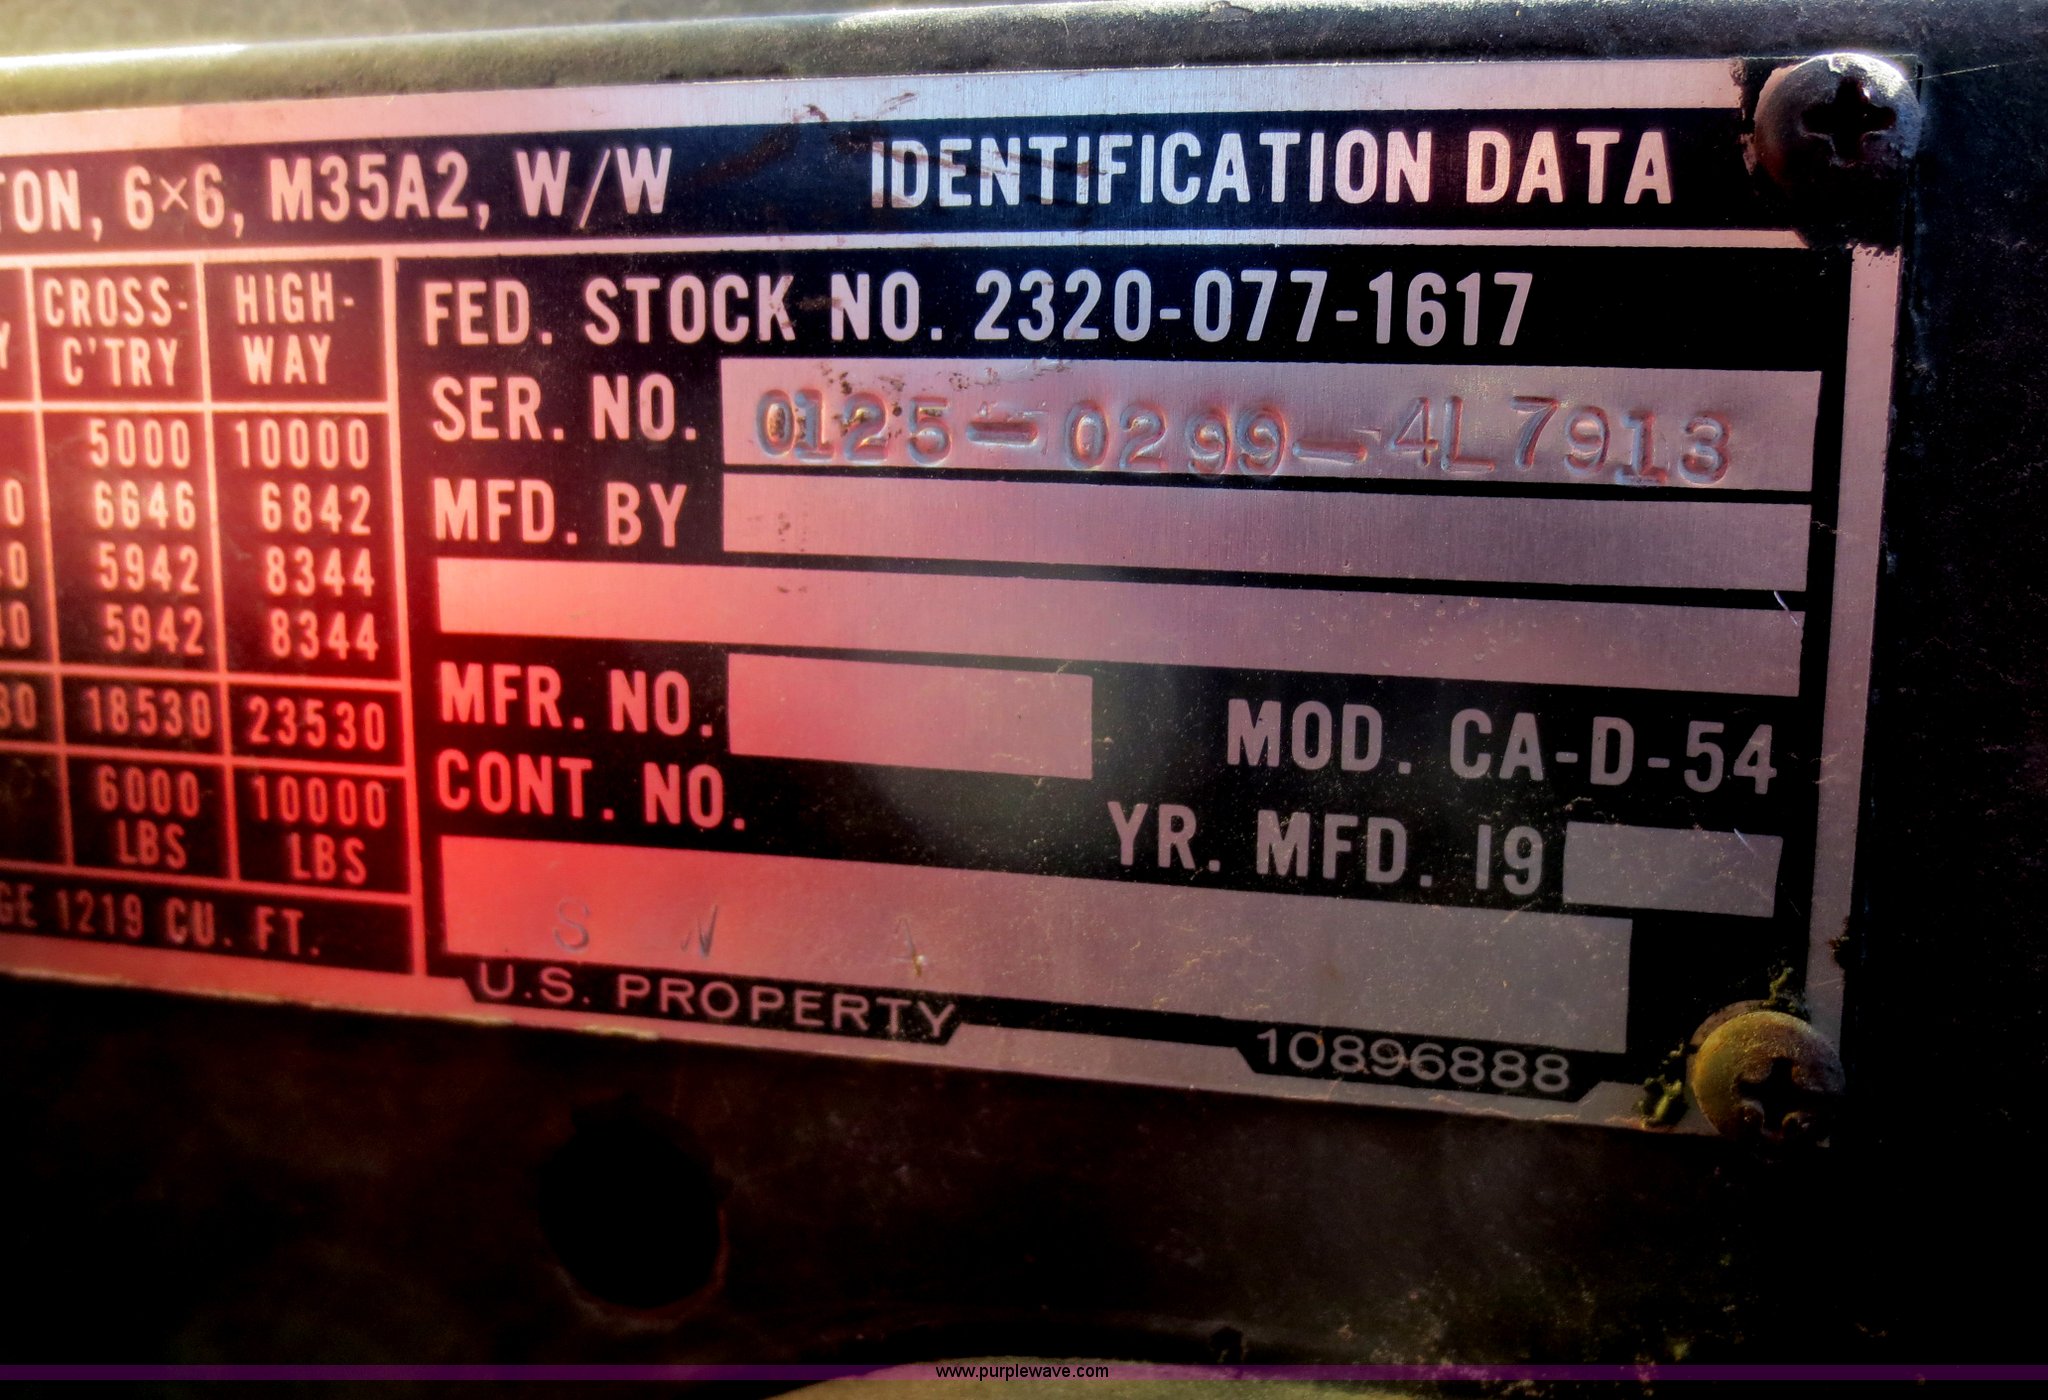 TON, 6×6, M35A2, W/W IDENTIFICATION DATA
CROSS-C'TRY HIGH-WAY
5000 10000
6646 6842
5942 8344
5942 8344
18530 23530
6000 LBS 10000 LBS
1219 CU. FT.
FED. STOCK NO. 2320-077-1617
SER. NO. 0125-0299-4L7913
MFD. BY
MFR. NO. MOD. CA-D-54
CONT. NO. YR. MFD. 19
S N
U.S. PROPERTY 10896888
www.purplewave.com